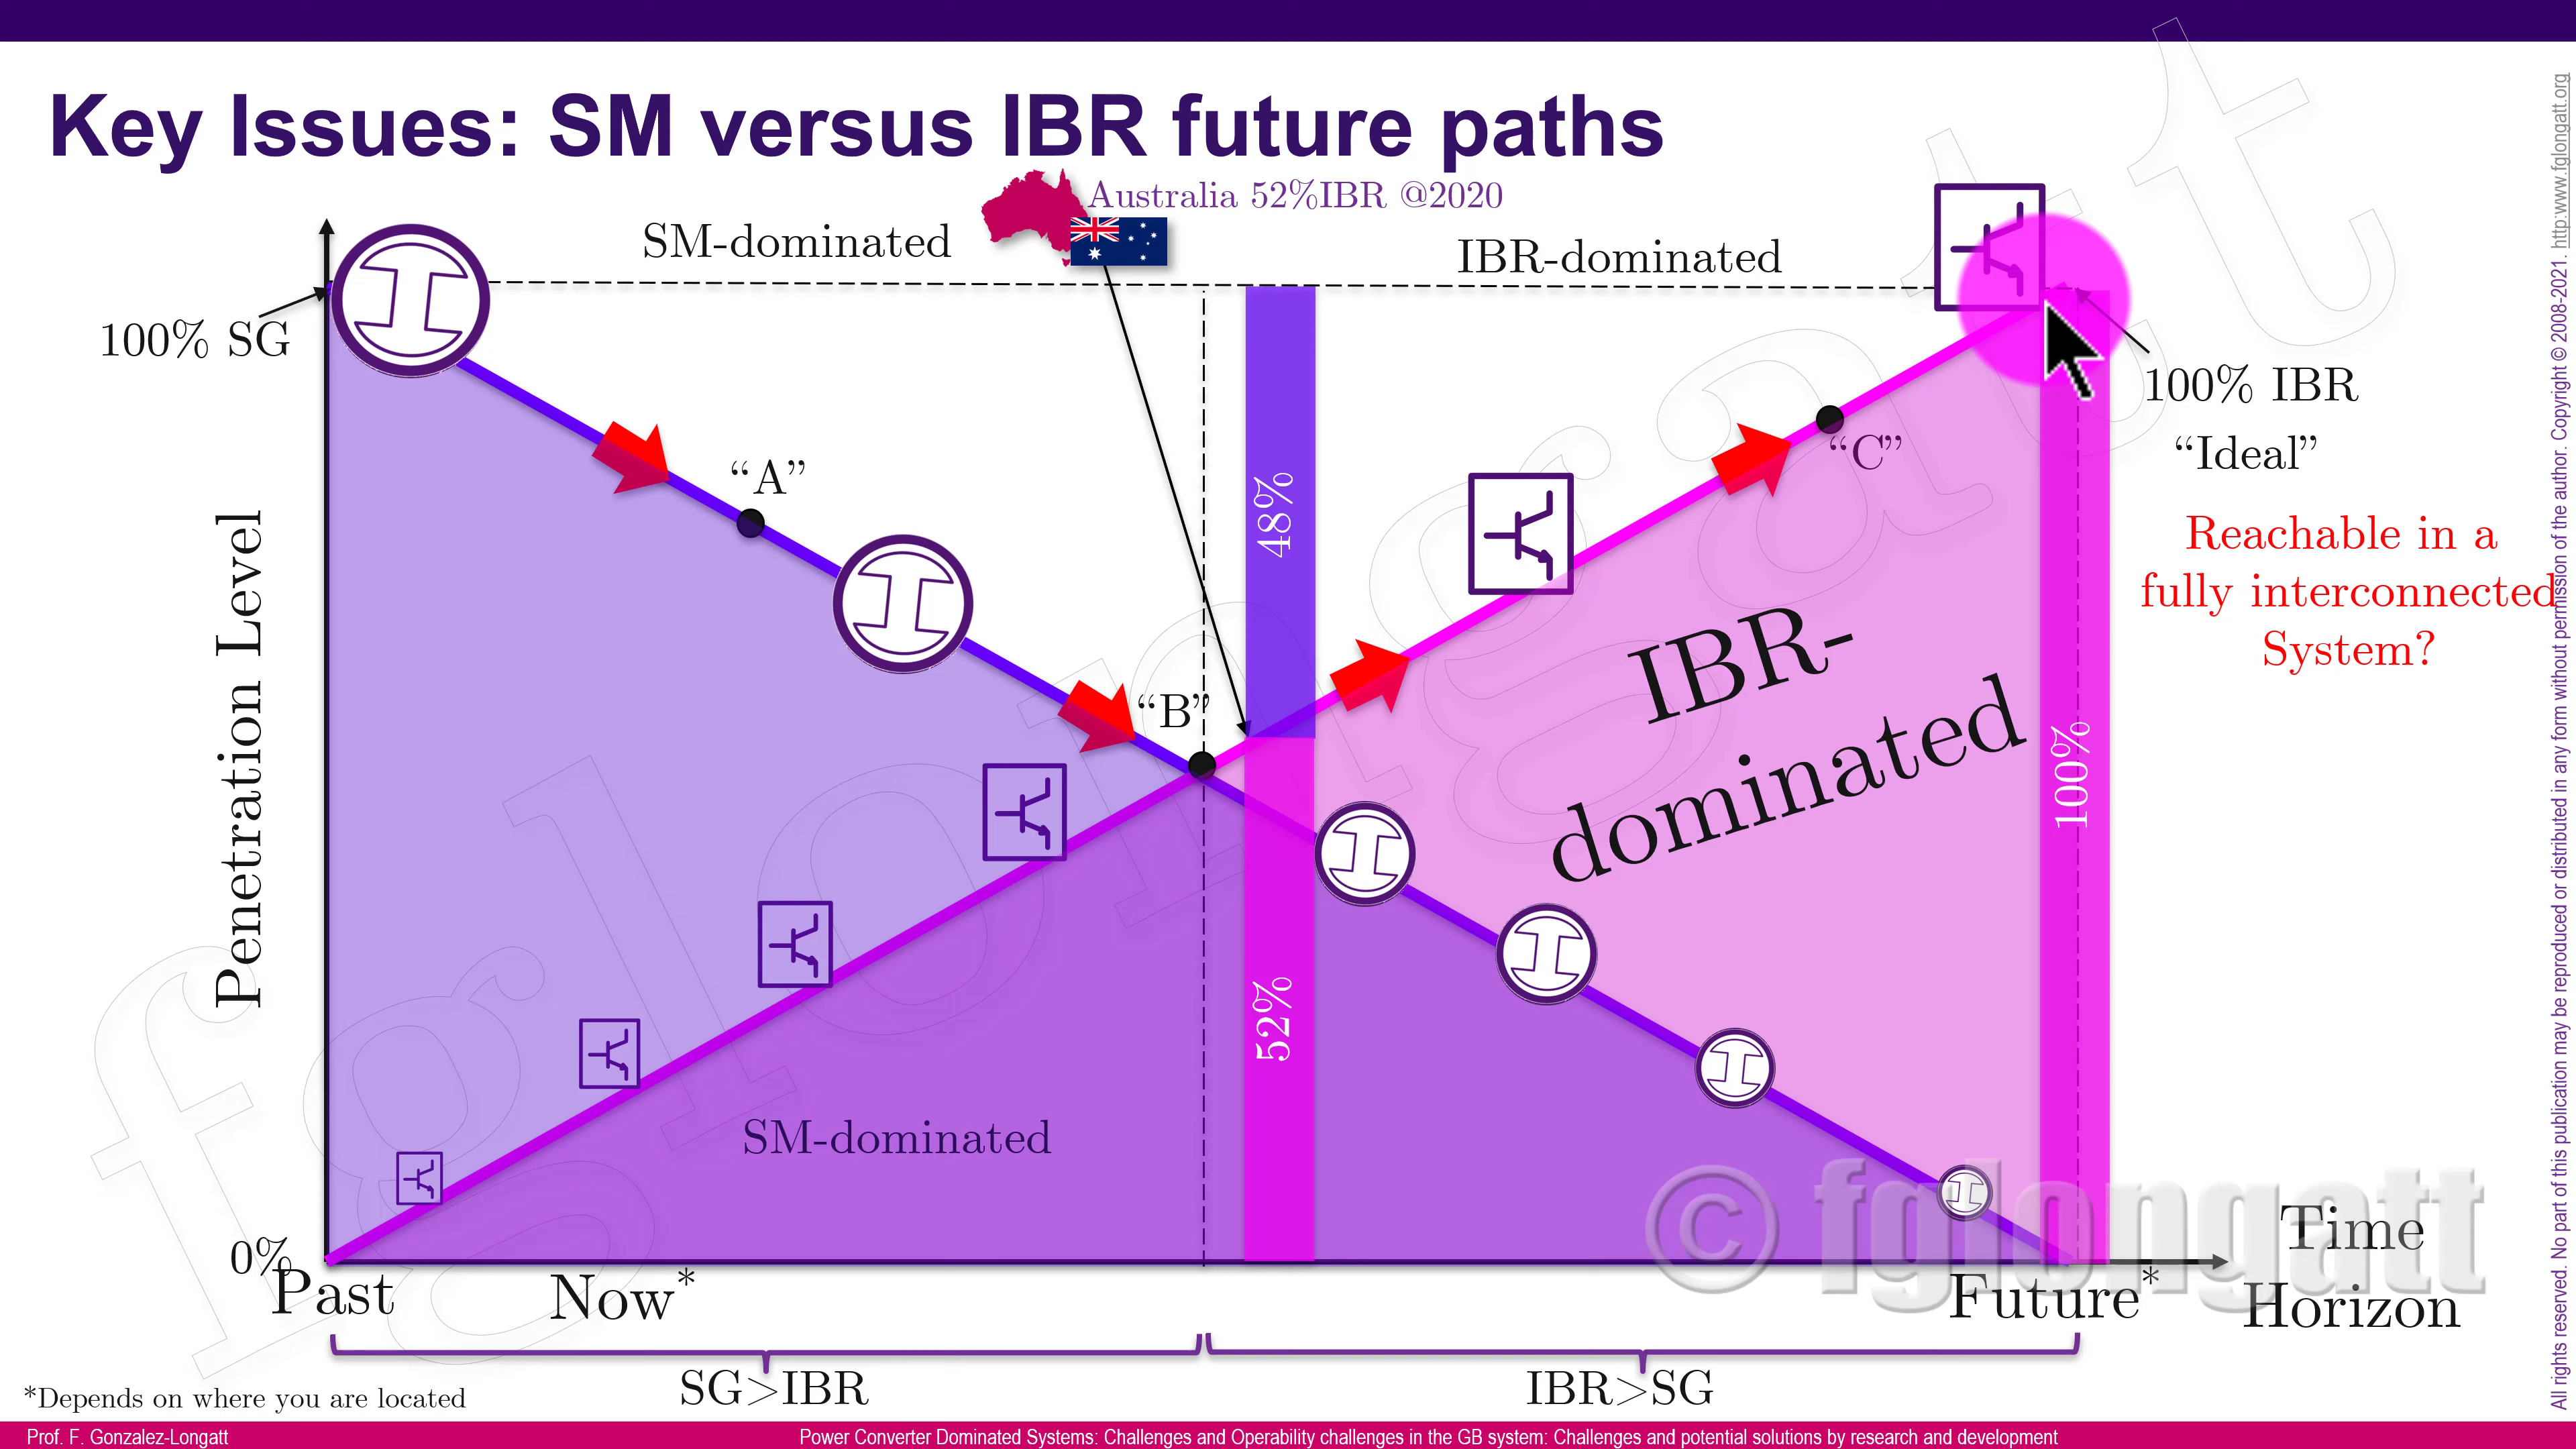 Key Issues: SM versus IBR future paths
Australia 52%IBR @2020
SM-dominated
IBR-dominated
100% SG
100% IBR
“Ideal”
Reachable in a
fully interconnected
System?
“A”
“B”
“C”
48%
52%
100%
IBR-
dominated
SM-dominated
Penetration Level
0%
Past
Now*
Future*
Time
Horizon
SG>IBR
IBR>SG
*Depends on where you are located
fglongatt
© fglongatt
All rights reserved. No part of this publication may be reproduced or distributed in any form without permission of the author. Copyright © 2008-2021. http:www.fglongatt.org
Prof. F. Gonzalez-Longatt
Power Converter Dominated Systems: Challenges and Operability challenges in the GB system: Challenges and potential solutions by research and development